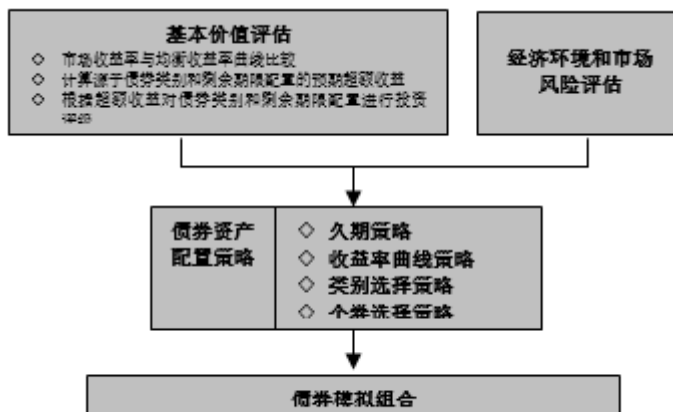 基本价值评估
◇ 市场收益率与均衡收益率曲线比较
◇ 计算源于债券类别和剩余期限配置的预期超额收益
◇ 根据超额收益对债券类别和剩余期限配置进行投资
评级
经济环境和市场
风险评估
债券资产
配置策略
◇ 久期策略
◇ 收益率曲线策略
◇ 类别选择策略
◇ 个券选择策略
债券模拟组合